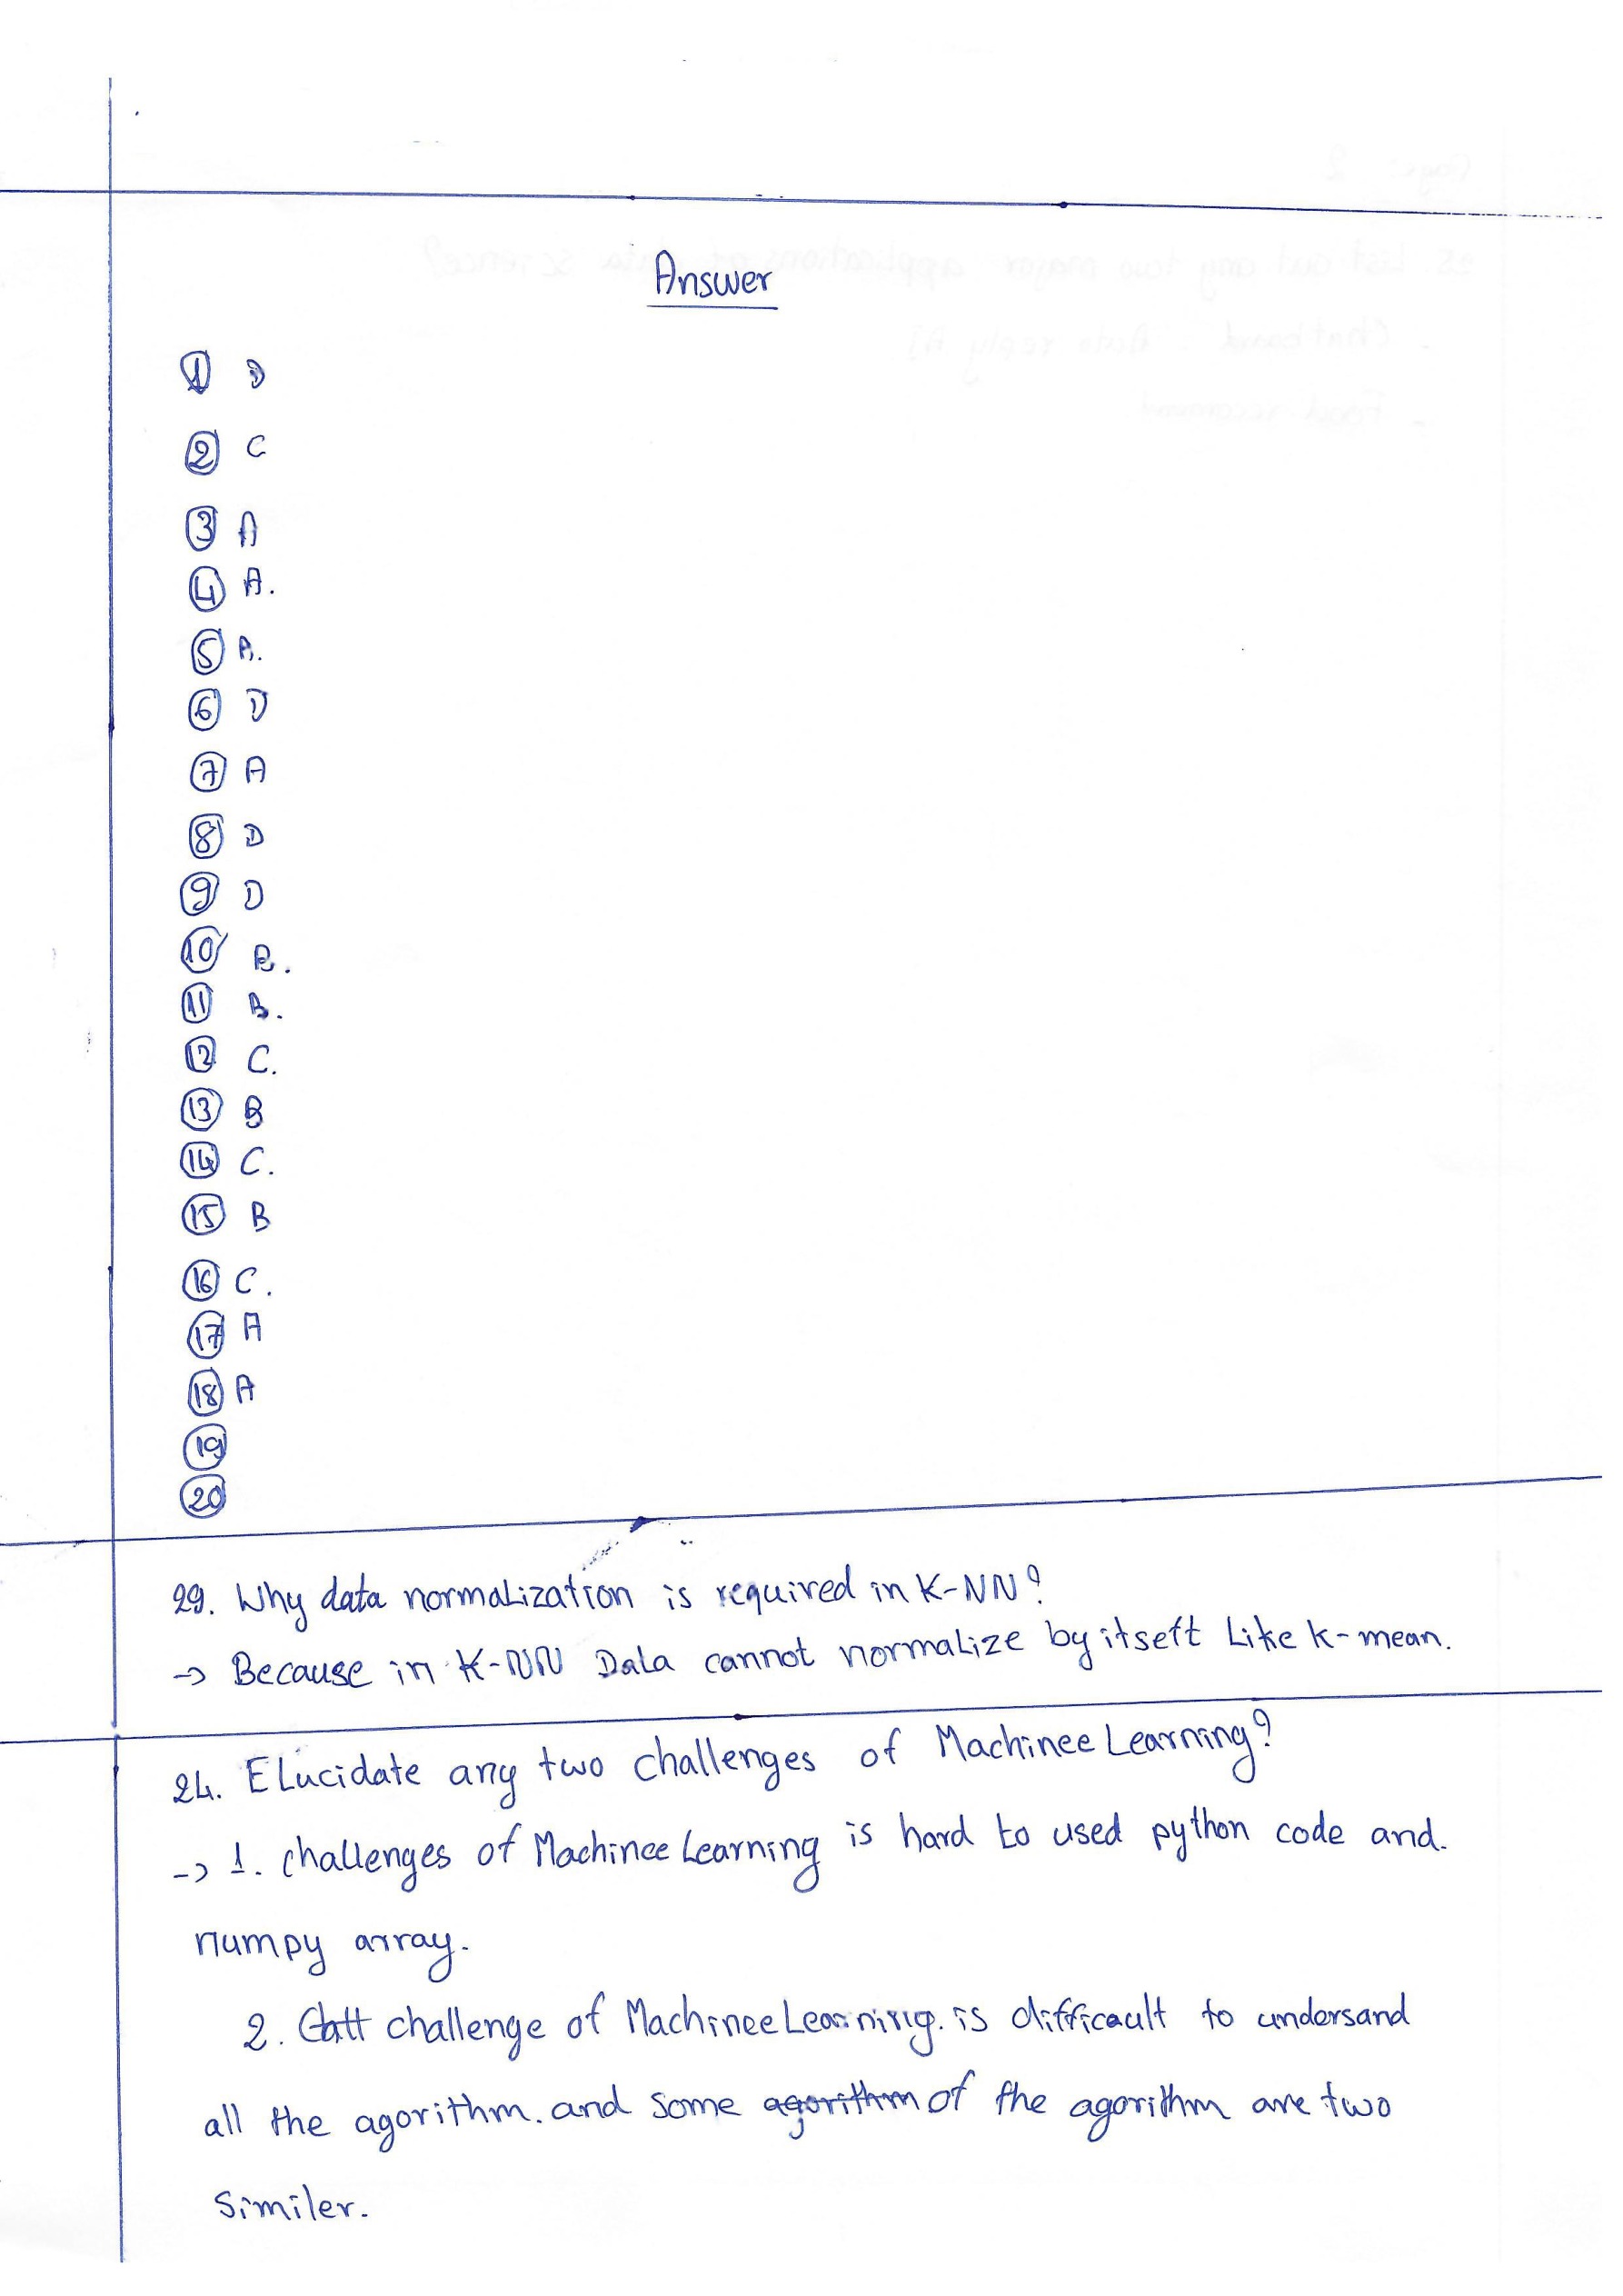 Answer
1 D
2 C
3 A
4 A.
5 A.
6 D
7 A
8 D
9 D
10 B.
11 B.
12 C.
13 B
14 C.
15 B
16 C.
17 A
18 A
19
20
29. Why data normalization is required in K-NN?
→ Because in K-NN Data cannot normalize by itseft Like k-mean.
24. Elucidate any two challenges of Machinee Learning?
-> 1. challenges of Machinee Learning is hard to used python code and.
numpy array.
2. challenge of Machinee Learning. is difficault to undersand
all the agorithm. and some agorithm of the agorithm are two
Similer.